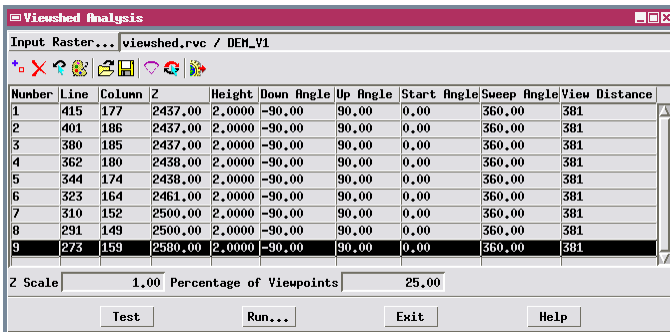 Viewshed Analysis
Input Raster... viewshed.rvc / DEM_V1
Number Line Column Z Height Down Angle Up Angle Start Angle Sweep Angle View Distance
1 415 177 2437.00 2.0000 -90.00 90.00 0.00 360.00 381
2 401 186 2437.00 2.0000 -90.00 90.00 0.00 360.00 381
3 380 185 2437.00 2.0000 -90.00 90.00 0.00 360.00 381
4 362 180 2438.00 2.0000 -90.00 90.00 0.00 360.00 381
5 344 174 2438.00 2.0000 -90.00 90.00 0.00 360.00 381
6 323 164 2461.00 2.0000 -90.00 90.00 0.00 360.00 381
7 310 152 2500.00 2.0000 -90.00 90.00 0.00 360.00 381
8 291 149 2500.00 2.0000 -90.00 90.00 0.00 360.00 381
9 273 159 2580.00 2.0000 -90.00 90.00 0.00 360.00 381
Z Scale 1.00 Percentage of Viewpoints 25.00
Test Run... Exit Help